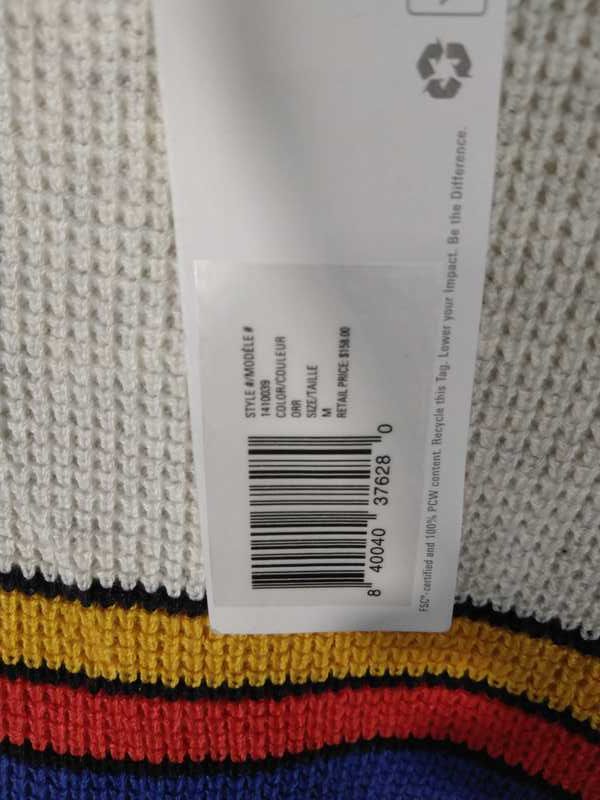 STYLE #/MODÈLE #
1410039
COLOR/COULEUR
ORR
SIZE/TAILLE
M
RETAIL PRICE: $158.00
8 40040 37628 0
FSC®-certified and 100% PCW content. Recycle this Tag. Lower your Impact. Be the Difference.